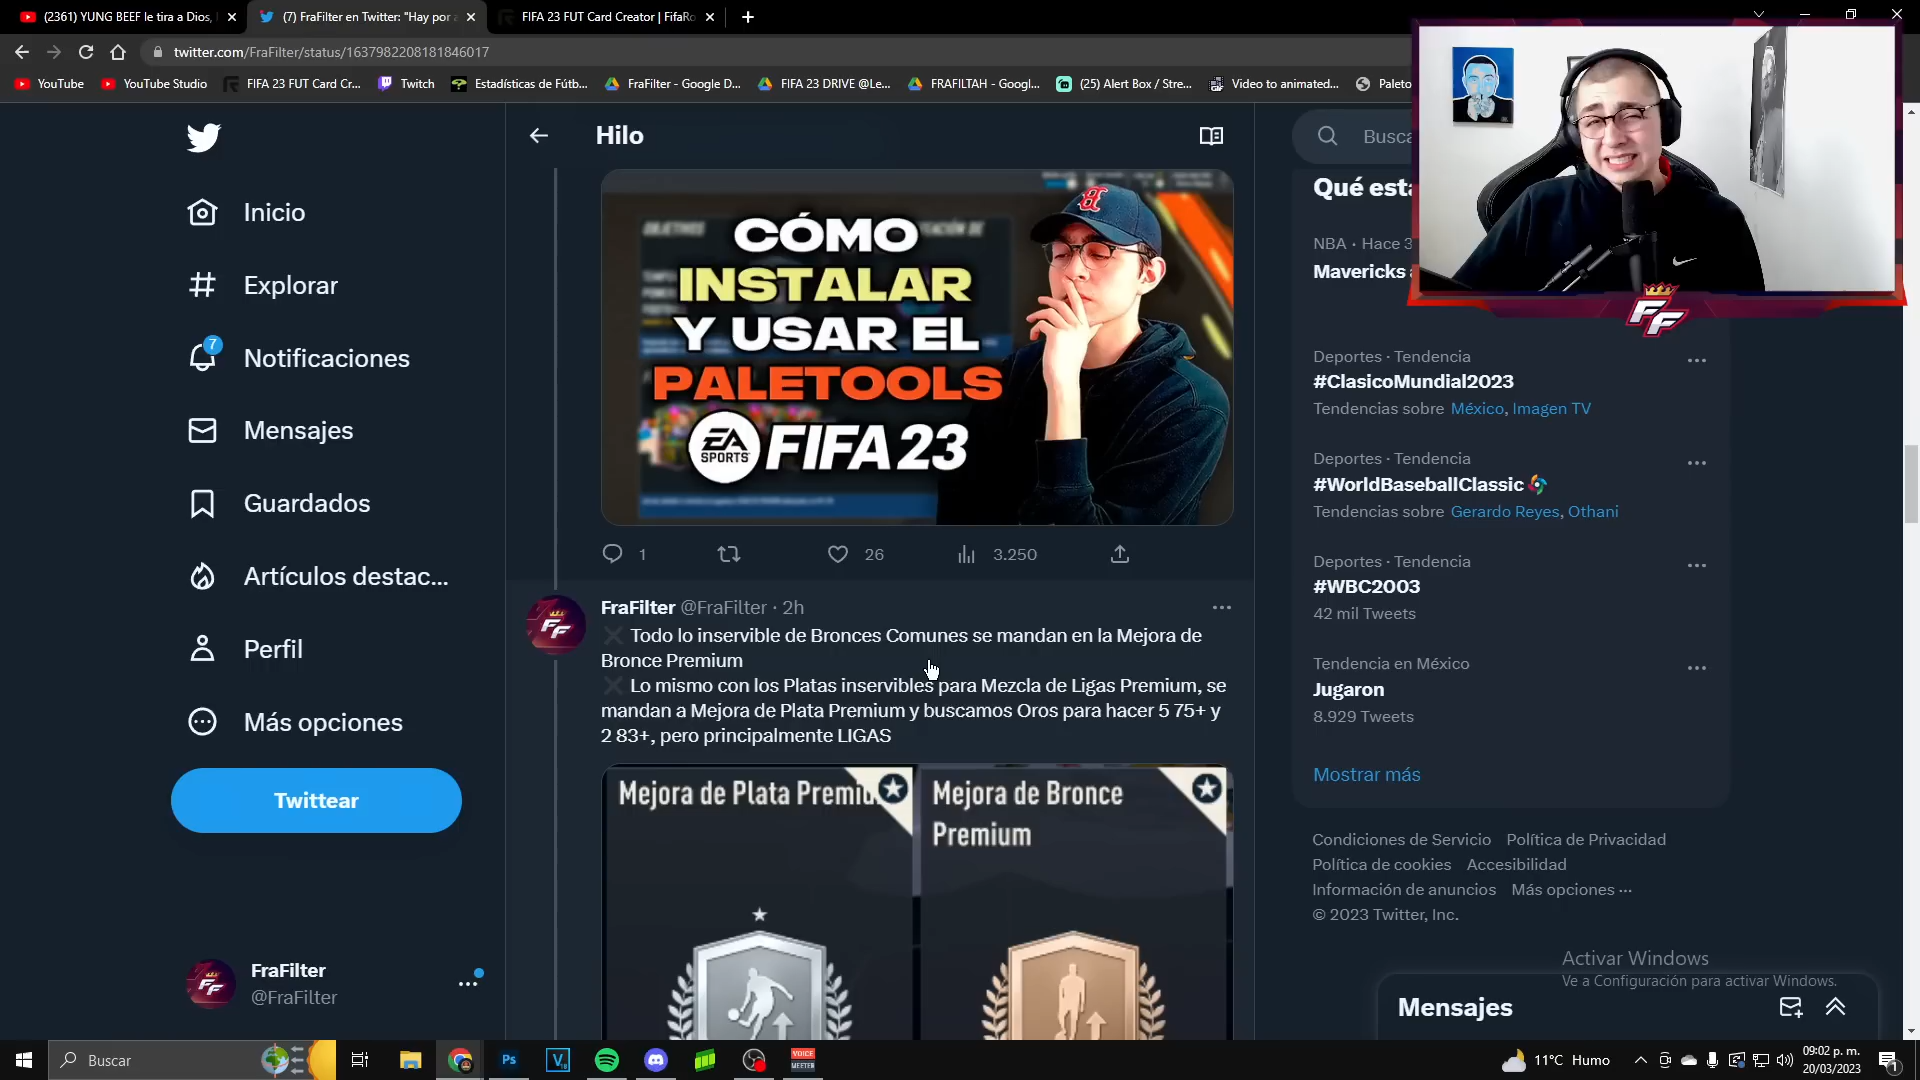 (2361) YUNG BEEF le tira a Dios,
(7) FraFilter en Twitter: "Hay por
FIFA 23 FUT Card Creator | FifaRo
twitter.com/FraFilter/status/1637982208181846017
YouTube
YouTube Studio
FIFA 23 FUT Card Cr...
Twitch
Estadísticas de Fútb...
FraFilter - Google D...
FIFA 23 DRIVE @Le...
FRAFILTAH - Googl...
(25) Alert Box / Stre...
Video to animated...
Paleto
Inicio
Explorar
7
Notificaciones
Mensajes
Guardados
Artículos destac...
Perfil
Más opciones
Twittear
FraFilter
@FraFilter
Hilo
CÓMO
INSTALAR
Y USAR EL
PALETOOLS
EA SPORTS FIFA 23
1
26
3.250
FraFilter @FraFilter · 2h
Todo lo inservible de Bronces Comunes se mandan en la Mejora de
Bronce Premium
Lo mismo con los Platas inservibles para Mezcla de Ligas Premium, se
mandan a Mejora de Plata Premium y buscamos Oros para hacer 5 75+ y
2 83+, pero principalmente LIGAS
Mejora de Plata Premiu
Mejora de Bronce
Premium
Busca
Qué est
NBA · Hace 3
Mavericks
FF
Deportes · Tendencia
#ClasicoMundial2023
Tendencias sobre México, Imagen TV
Deportes · Tendencia
#WorldBaseballClassic
Tendencias sobre Gerardo Reyes, Othani
Deportes · Tendencia
#WBC2003
42 mil Tweets
Tendencia en México
Jugaron
8.929 Tweets
Mostrar más
Condiciones de Servicio Política de Privacidad
Política de cookies Accesibilidad
Información de anuncios Más opciones ···
© 2023 Twitter, Inc.
Activar Windows
Ve a Configuración para activar Windows.
Mensajes
Buscar
Ps
VOICE
MEETER
11°C Humo
09:02 p. m.
20/03/2023
1